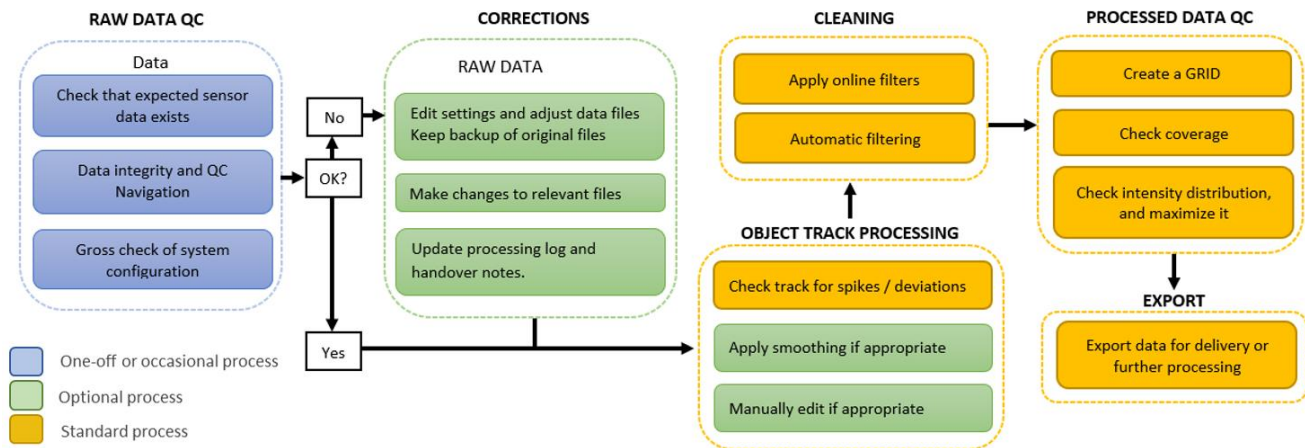 RAW DATA QC
Data
Check that expected sensor
data exists
Data integrity and QC
Navigation
Gross check of system
configuration
No
OK?
Yes
CORRECTIONS
RAW DATA
Edit settings and adjust data files
Keep backup of original files
Make changes to relevant files
Update processing log and
handover notes.
CLEANING
Apply online filters
Automatic filtering
OBJECT TRACK PROCESSING
Check track for spikes / deviations
Apply smoothing if appropriate
Manually edit if appropriate
PROCESSED DATA QC
Create a GRID
Check coverage
Check intensity distribution,
and maximize it
EXPORT
Export data for delivery or
further processing
One-off or occasional process
Optional process
Standard process